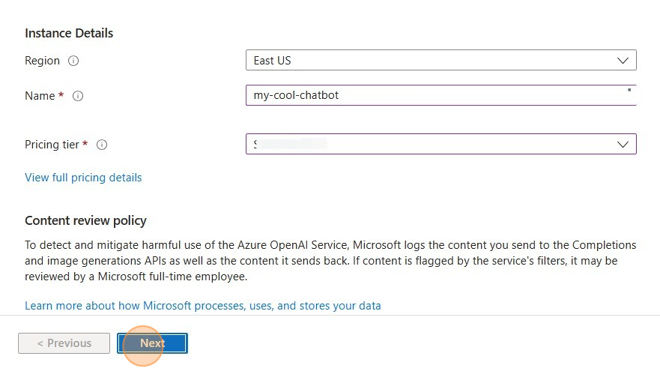 Instance Details
Region
East US
Name *
my-cool-chatbot
Pricing tier *
View full pricing details
Content review policy
To detect and mitigate harmful use of the Azure OpenAI Service, Microsoft logs the content you send to the Completions
and image generations APIs as well as the content it sends back. If content is flagged by the service's filters, it may be
reviewed by a Microsoft full-time employee.
Learn more about how Microsoft processes, uses, and stores your data
< Previous
Next